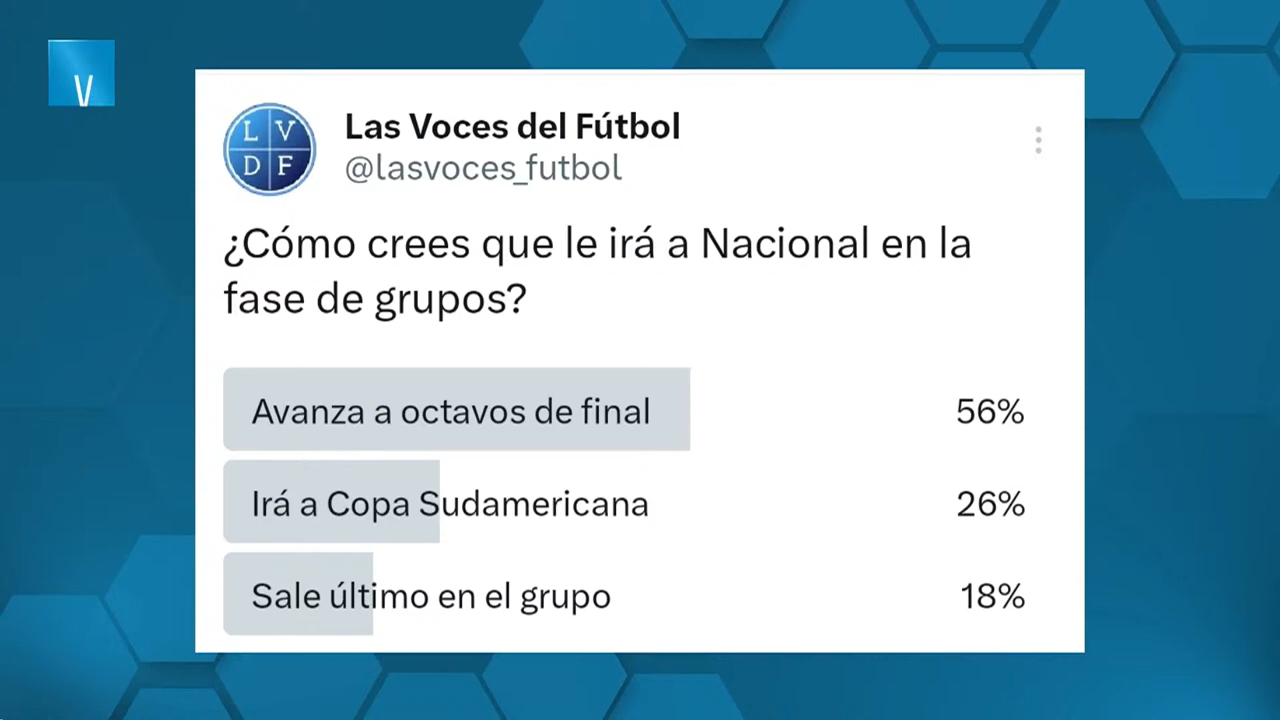 V
L V
D F
Las Voces del Fútbol
@lasvoces_futbol
¿Cómo crees que le irá a Nacional en la
fase de grupos?
Avanza a octavos de final 56%
Irá a Copa Sudamericana 26%
Sale último en el grupo 18%